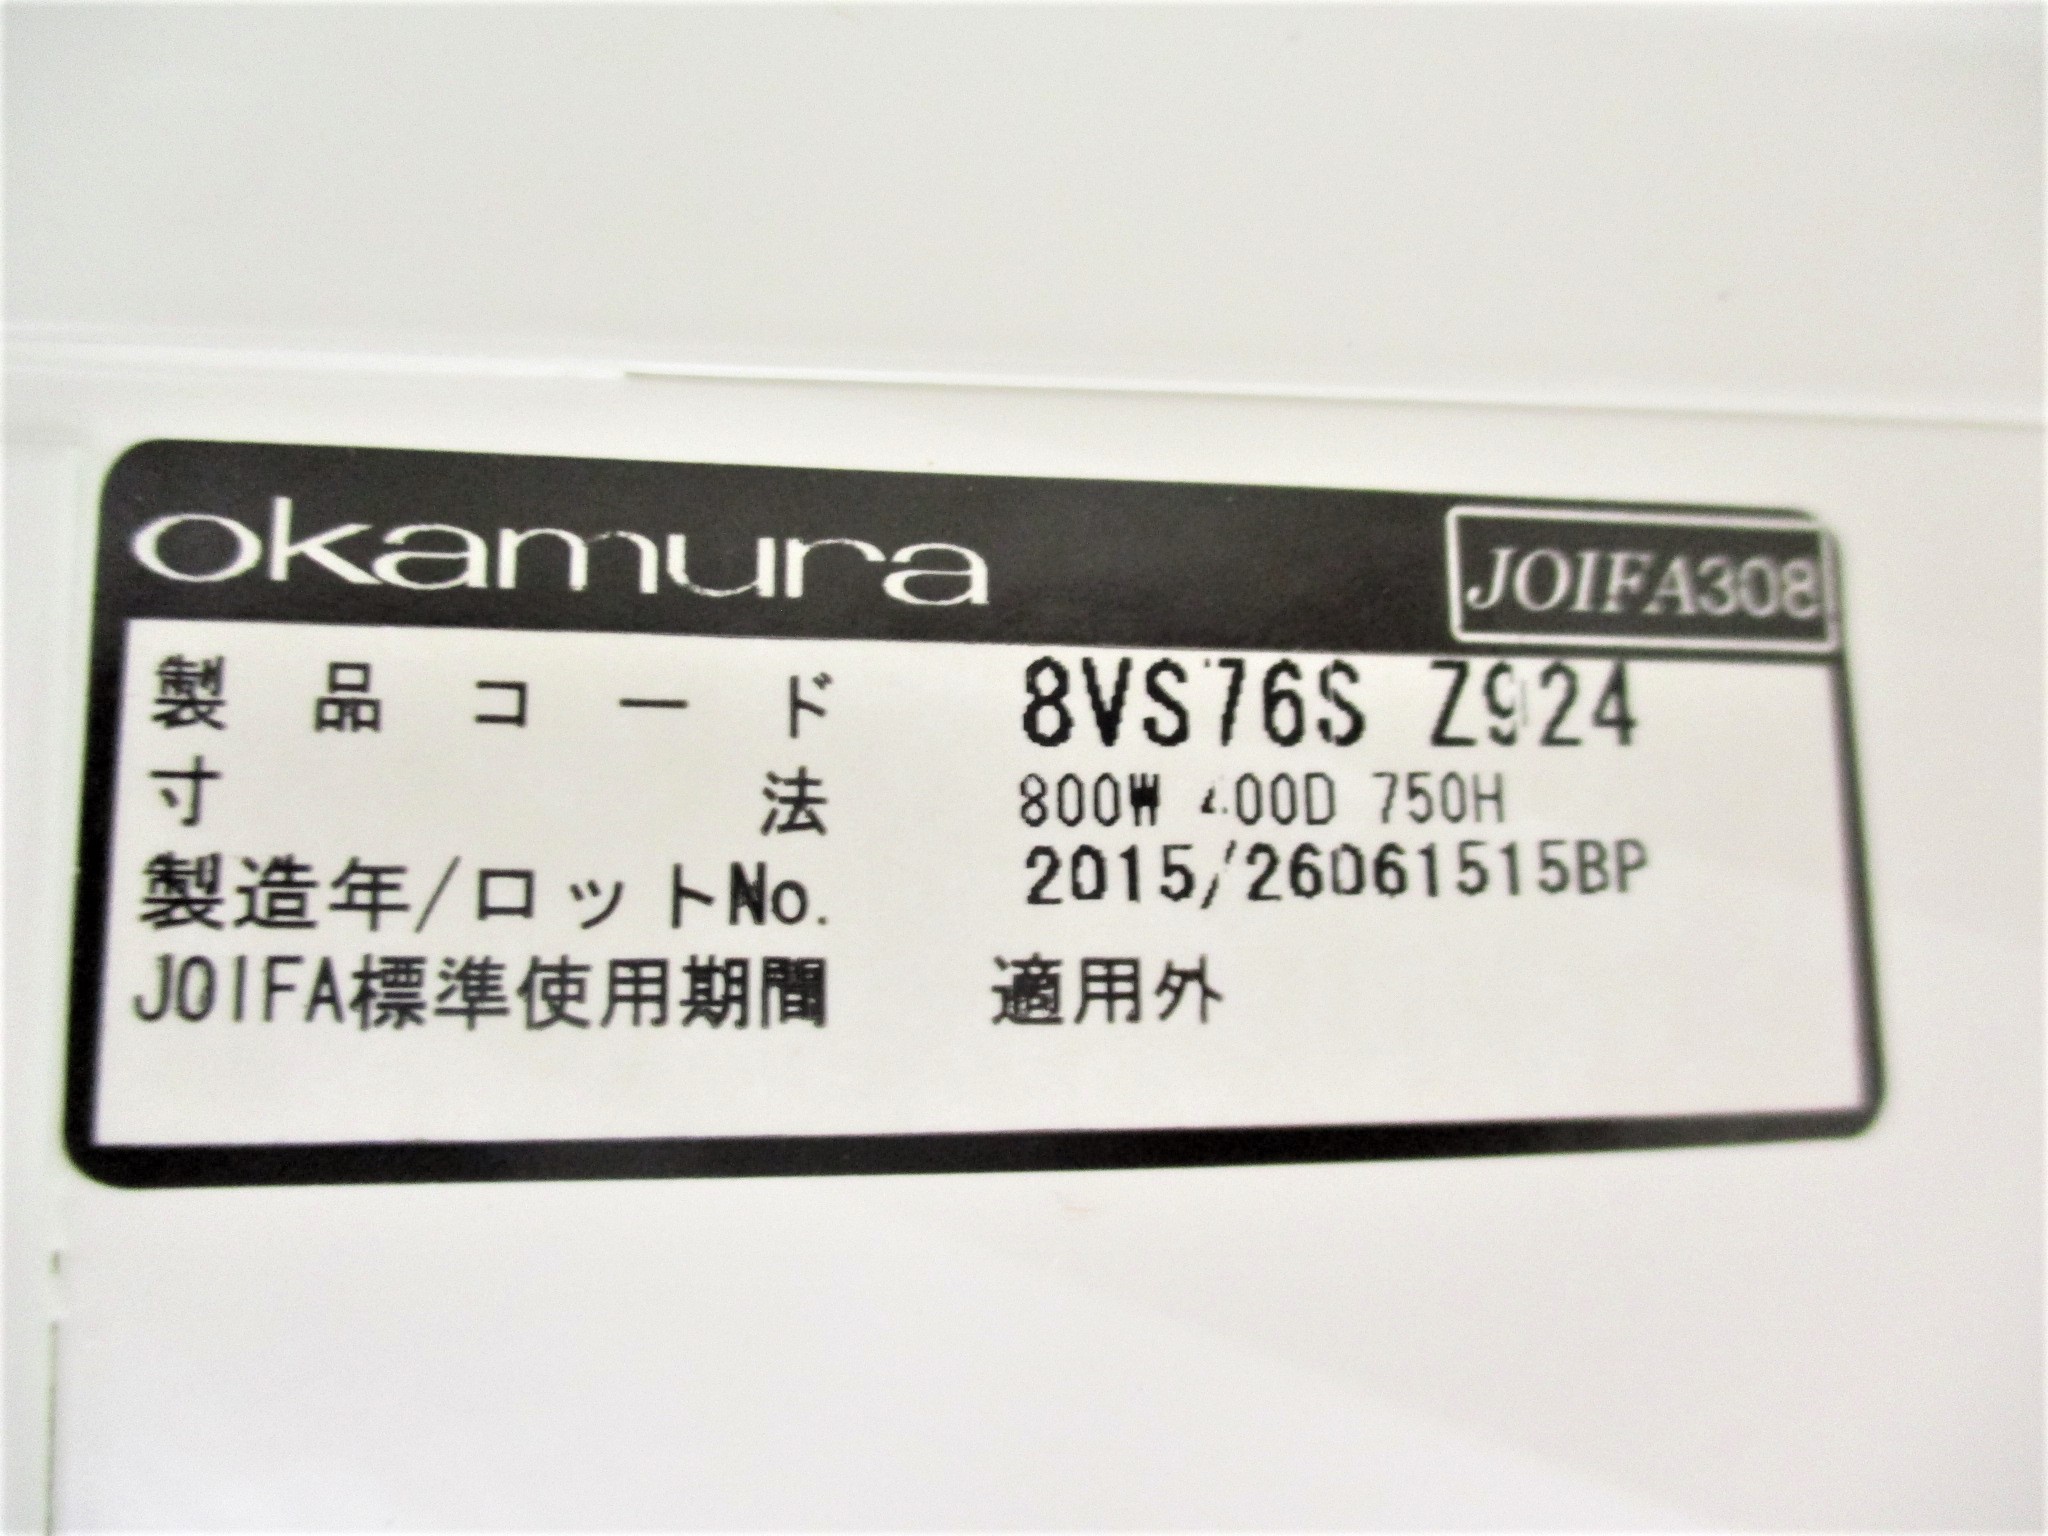 okamura JOIFA308
製品コード 8VS76S Z924
寸法 800W 400D 750H
製造年/ロットNo. 2015/26061515BP
JOIFA標準使用期間 適用外